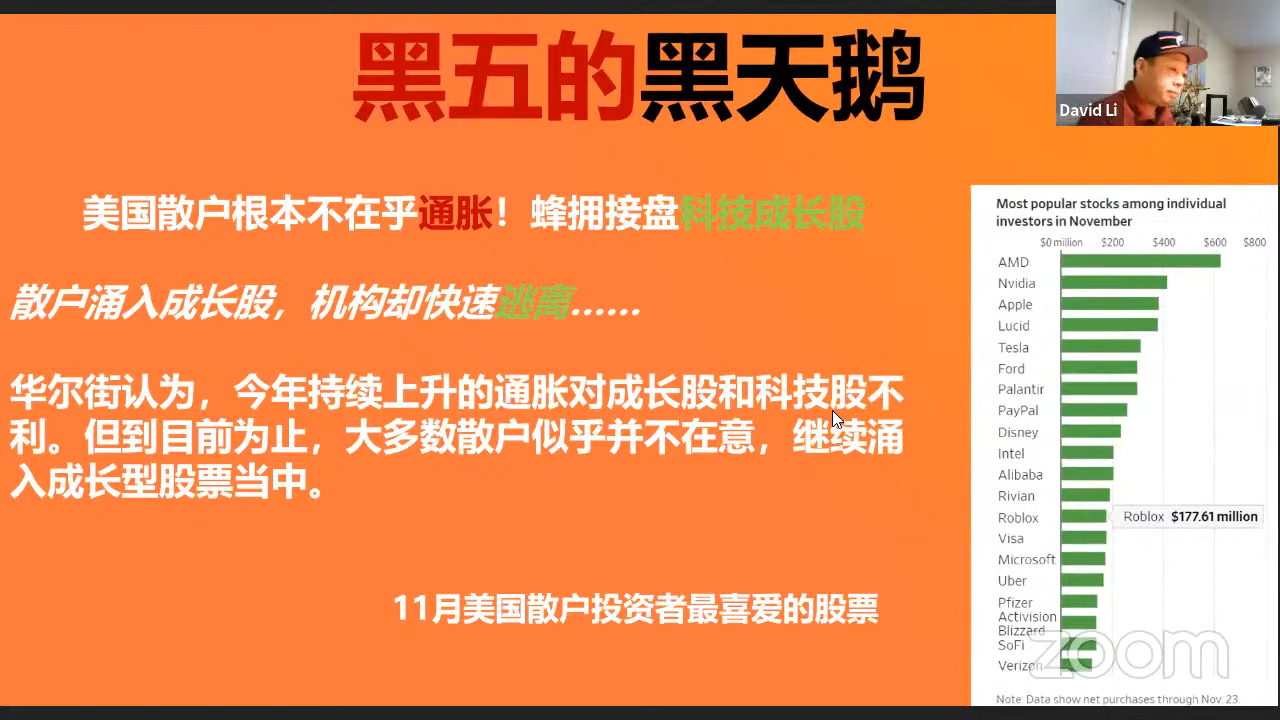 黑五的黑天鹅
David Li
美国散户根本不在乎通胀！蜂拥接盘科技成长股
散户涌入成长股，机构却快速逃离......
华尔街认为，今年持续上升的通胀对成长股和科技股不
利。但到目前为止，大多数散户似乎并不在意，继续涌
入成长型股票当中。
11月美国散户投资者最喜爱的股票
Most popular stocks among individual
investors in November
$0 million $200 $400 $600 $800
AMD
Nvidia
Apple
Lucid
Tesla
Ford
Palantir
PayPal
Disney
Intel
Alibaba
Rivian
Roblox
Roblox $177.61 million
Visa
Microsoft
Uber
Pfizer
Activision
Blizzard
SoFi
Verizon
zoom
Note: Data show net purchases through Nov. 23.